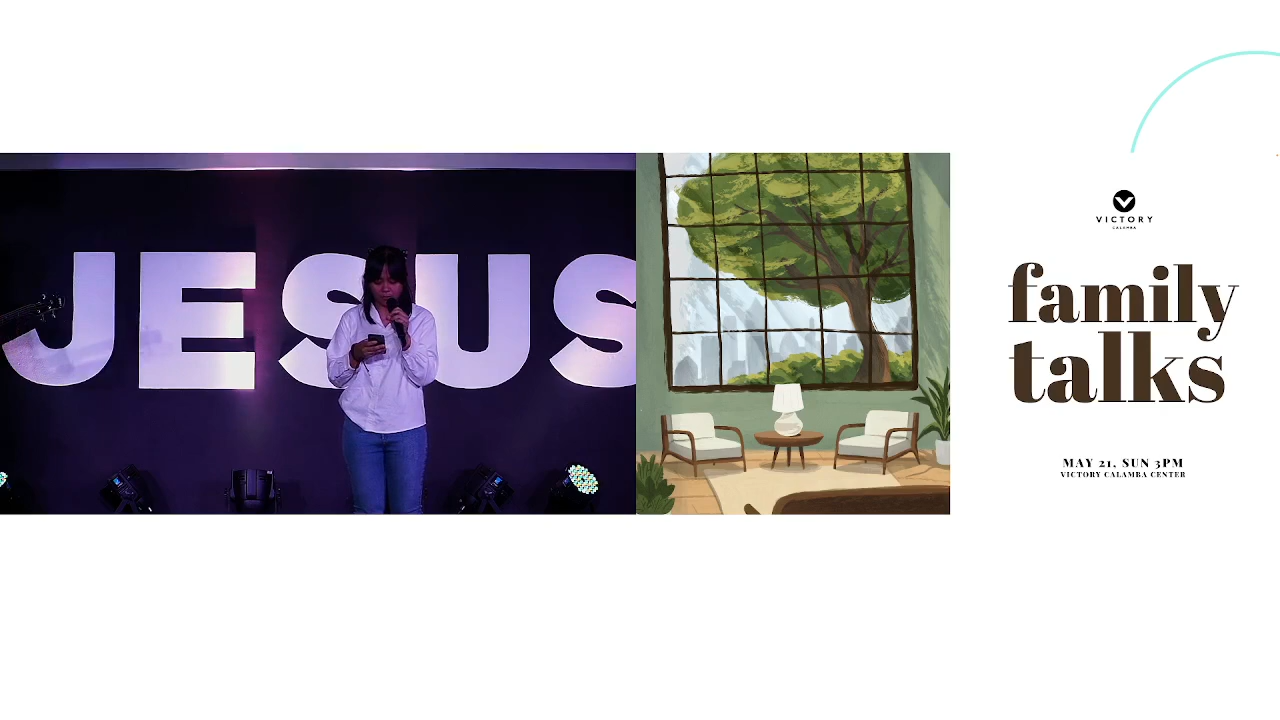 JESUS
VICTORY
CALAMBA
family
talks
MAY 21, SUN 3PM
VICTORY CALAMBA CENTER